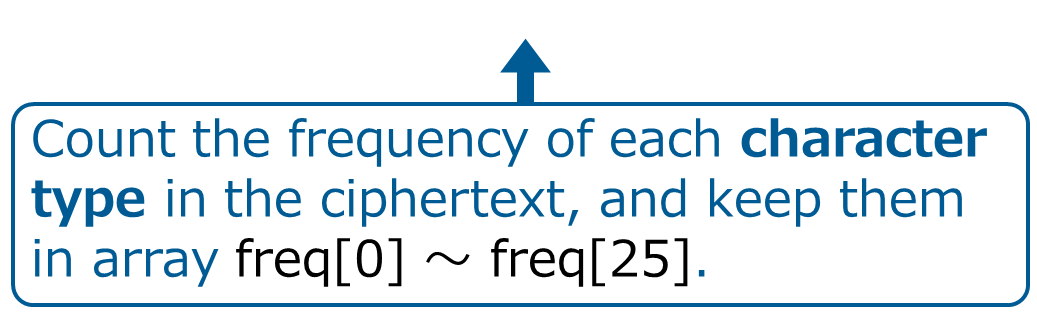 Count the frequency of each character
type in the ciphertext, and keep them
in array freq[0] ～ freq[25].